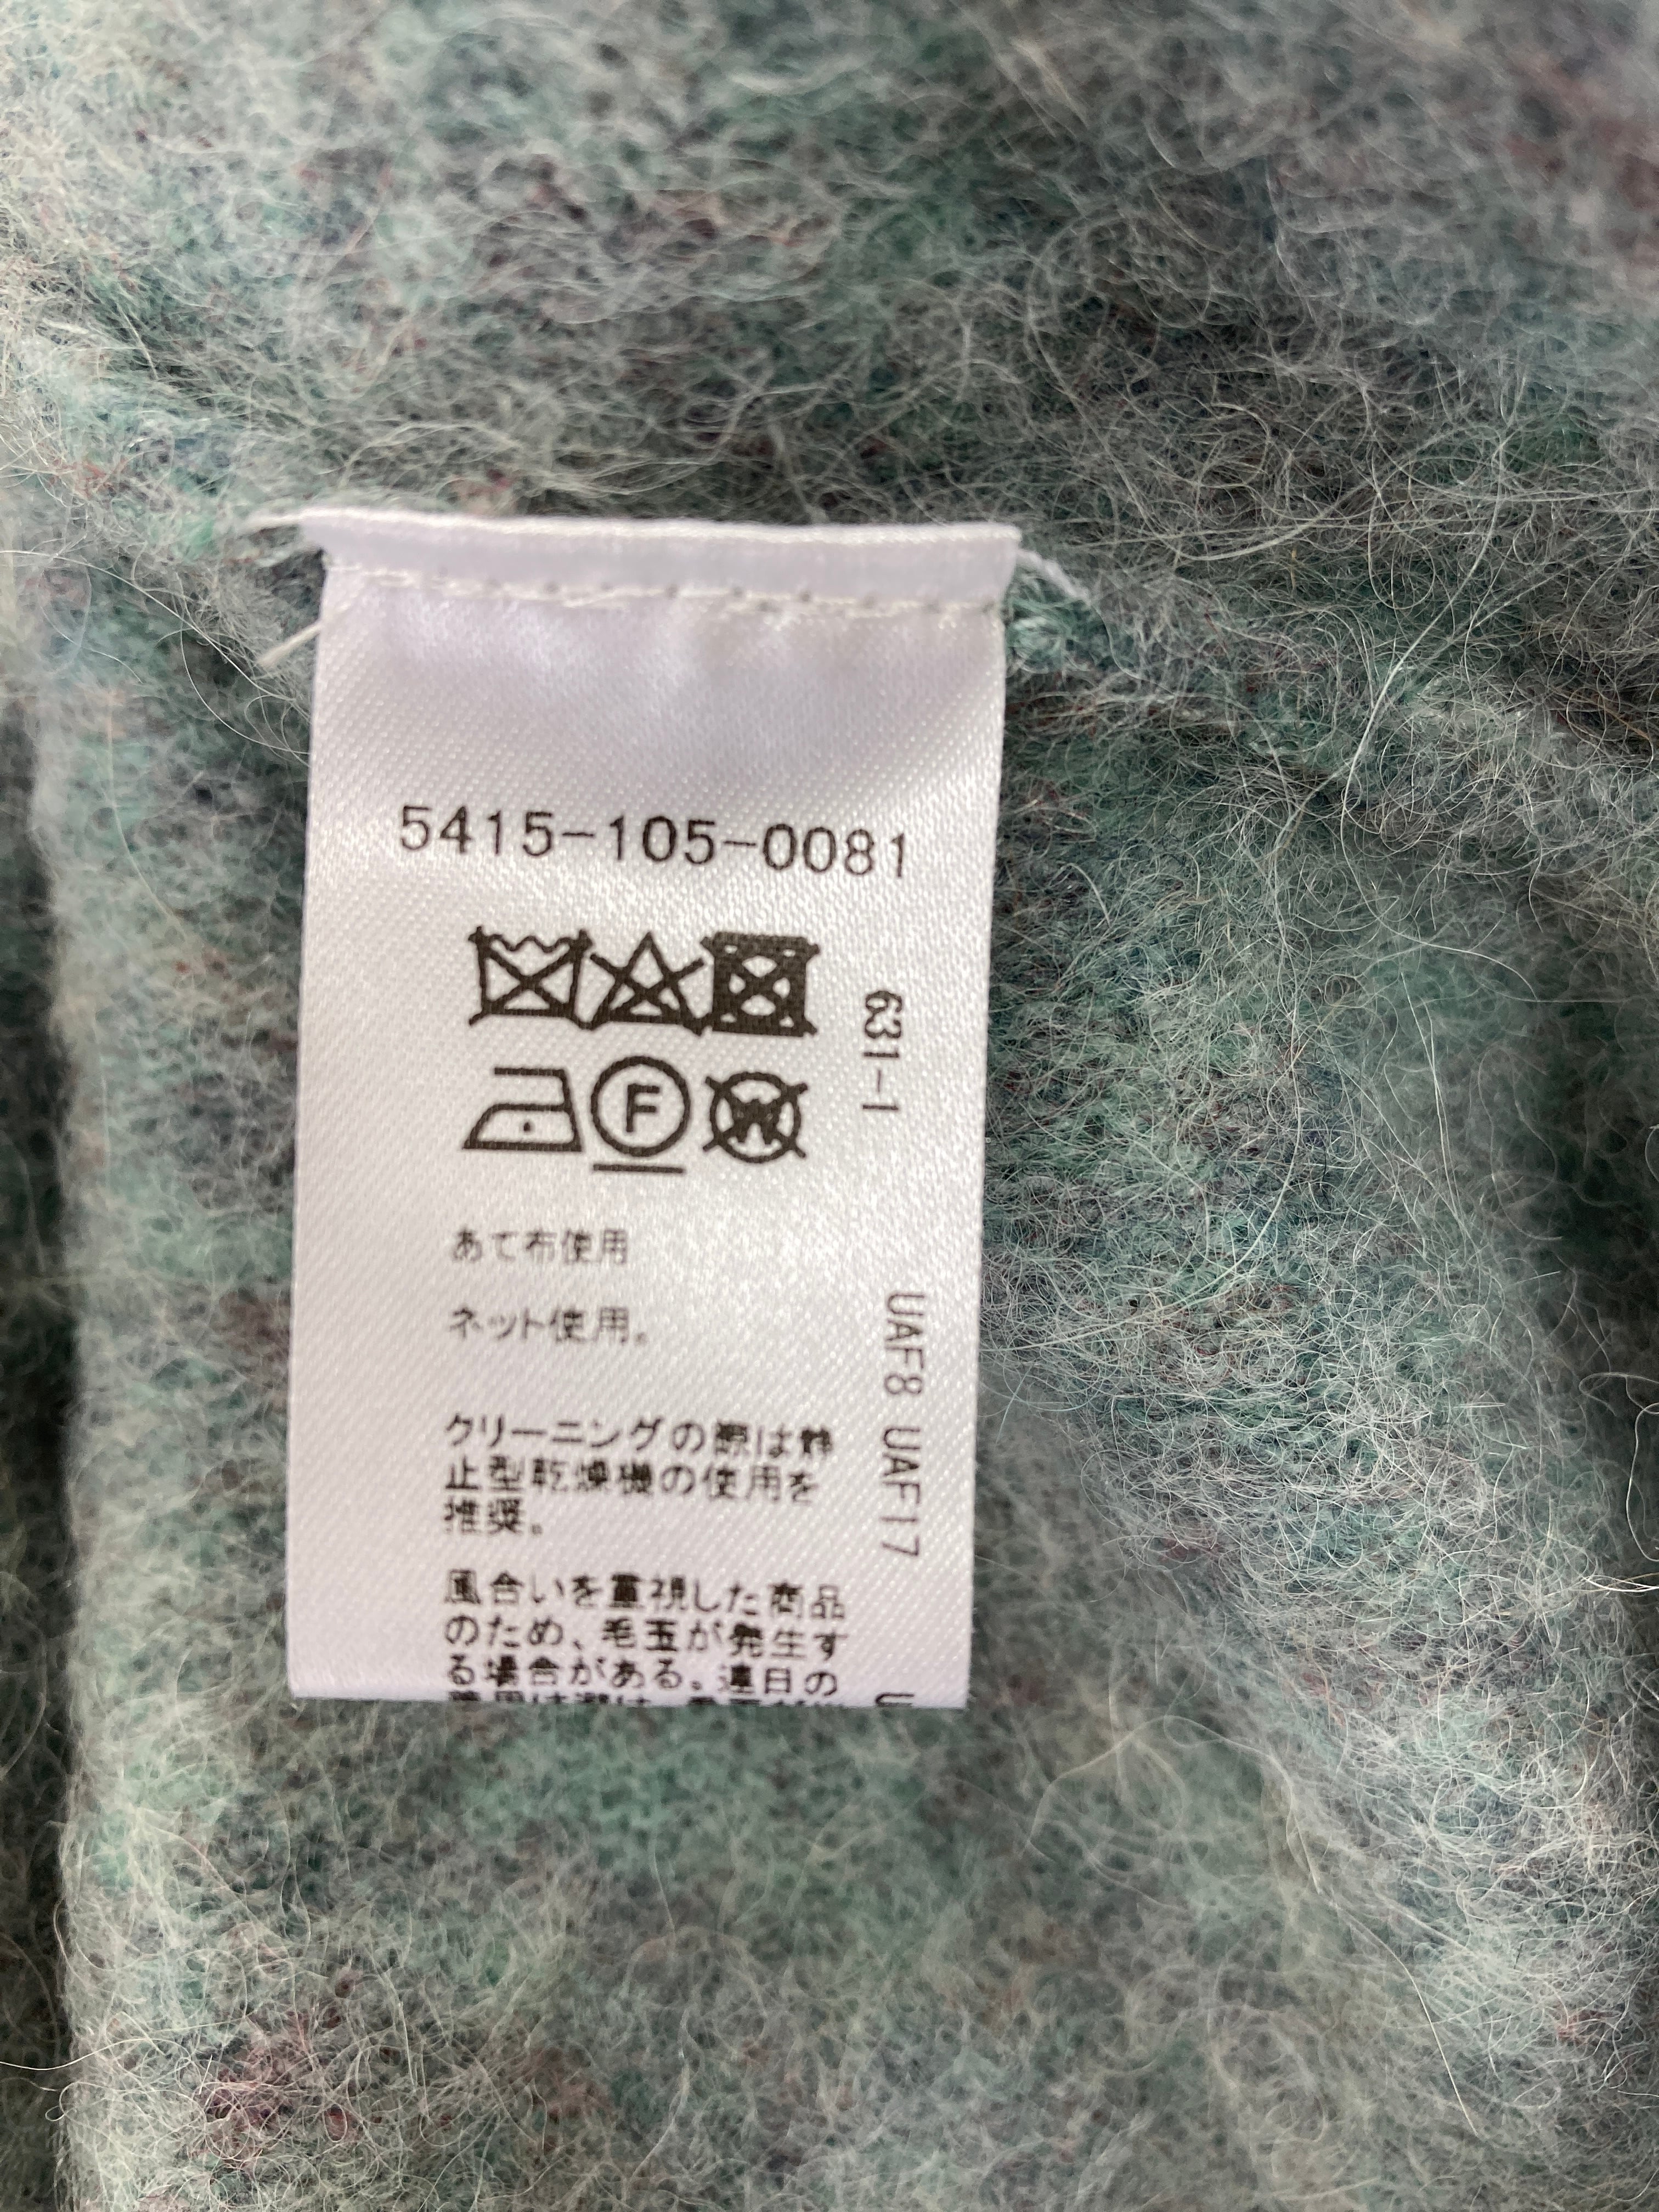 5415-105-0081
631-1
F
W
あて布使用
ネット使用。
UAF8 UAF17
クリーニングの際は静
止型乾燥機の使用を
推奨。
風合いを重視した商品
のため、毛玉が発生す
る場合がある。連日の